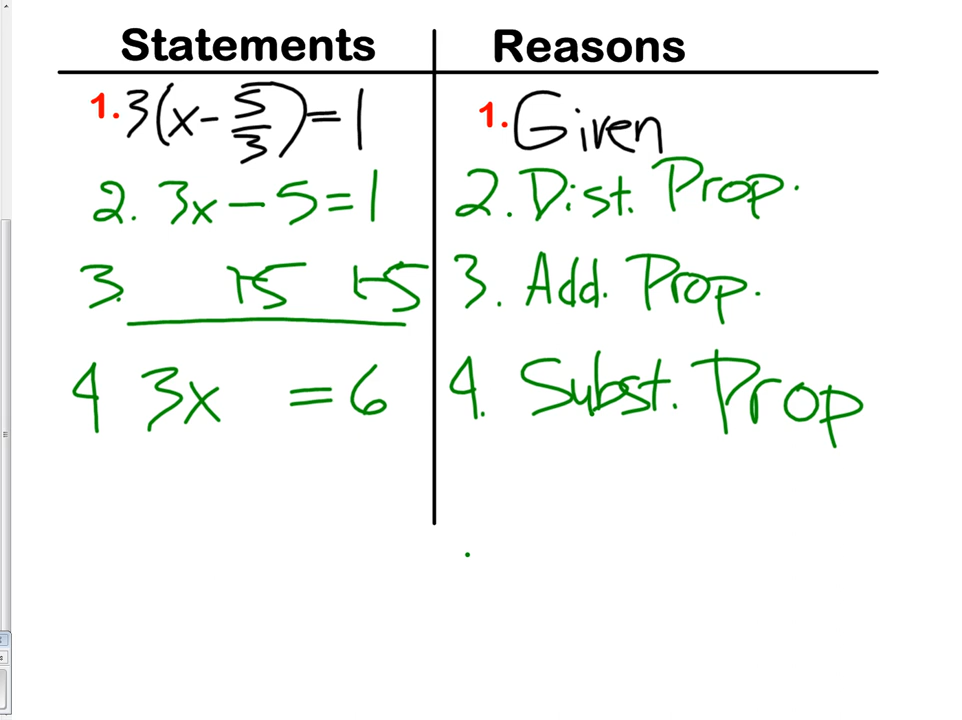 Statements Reasons
1. 3(x - 5/3) = 1 1. Given
2. 3x - 5 = 1 2. Dist. Prop.
3. +5 +5 3. Add. Prop.
4 3x = 6 4. Subst. Prop